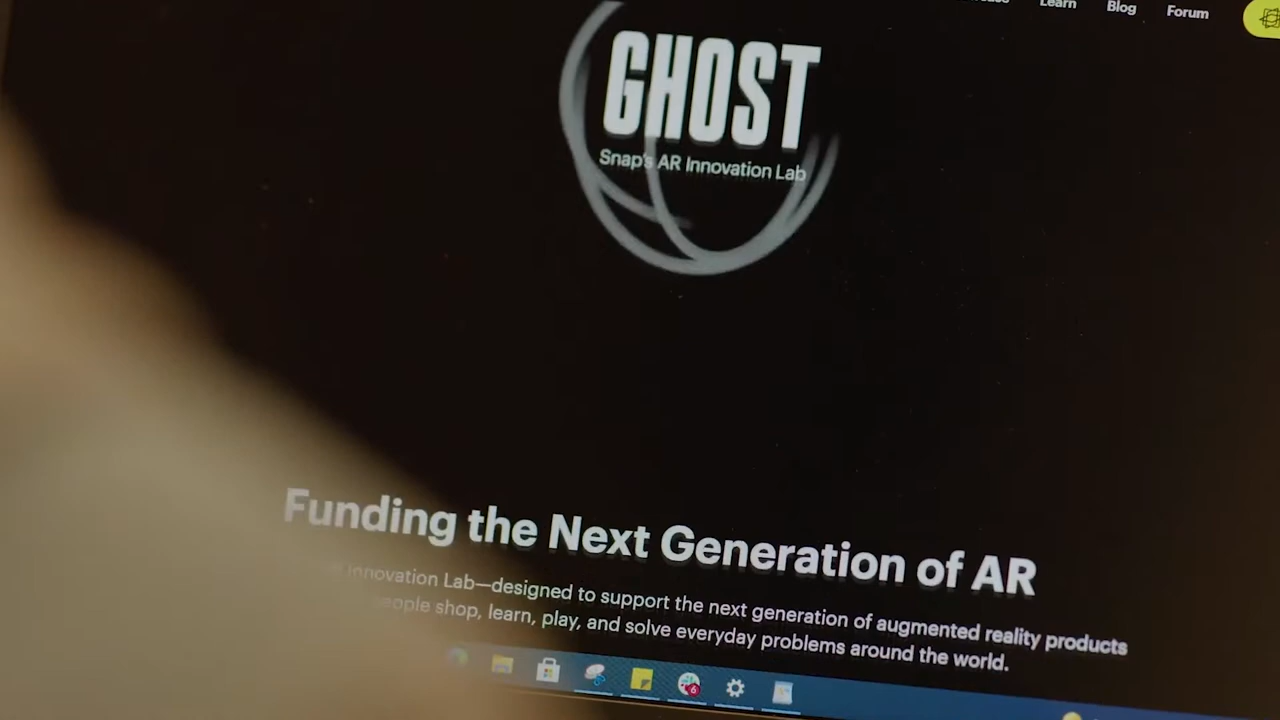 Learn Blog Forum
GHOST
Snap's AR Innovation Lab
Funding the Next Generation of AR
Innovation Lab—designed to support the next generation of augmented reality products
people shop, learn, play, and solve everyday problems around the world.
6